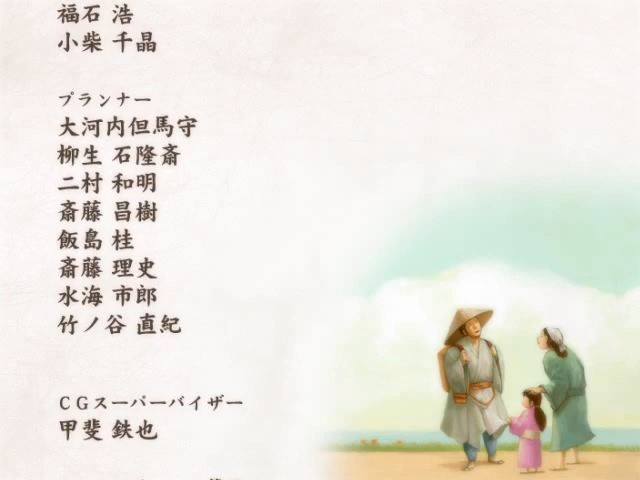 福石 浩
小柴 千晶
プランナー
大河内但馬守
柳生 石隆斎
二村 和明
斎藤 昌樹
飯島 桂
斎藤 理史
水海 市郎
竹ノ谷 直紀
ＣＧスーパーバイザー
甲斐 鉄也